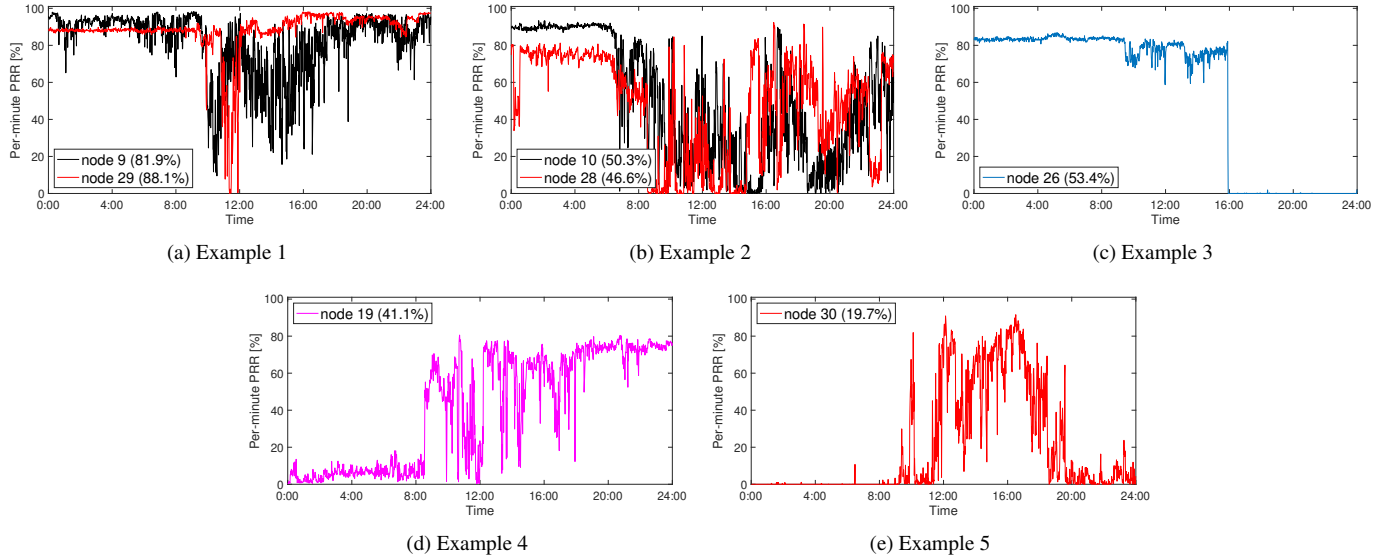 100
80
60
40
20
0
Per-minute PRR [%]
node 9 (81.9%)
node 29 (88.1%)
0:00 4:00 8:00 12:00 16:00 20:00 24:00
Time
(a) Example 1
100
80
60
40
20
0
Per-minute PRR [%]
node 10 (50.3%)
node 28 (46.6%)
0:00 4:00 8:00 12:00 16:00 20:00 24:00
Time
(b) Example 2
100
80
60
40
20
0
Per-minute PRR [%]
node 26 (53.4%)
0:00 4:00 8:00 12:00 16:00 20:00 24:00
Time
(c) Example 3
100
80
60
40
20
0
Per-minute PRR [%]
node 19 (41.1%)
0:00 4:00 8:00 12:00 16:00 20:00 24:00
Time
(d) Example 4
100
80
60
40
20
0
Per-minute PRR [%]
node 30 (19.7%)
0:00 4:00 8:00 12:00 16:00 20:00 24:00
Time
(e) Example 5